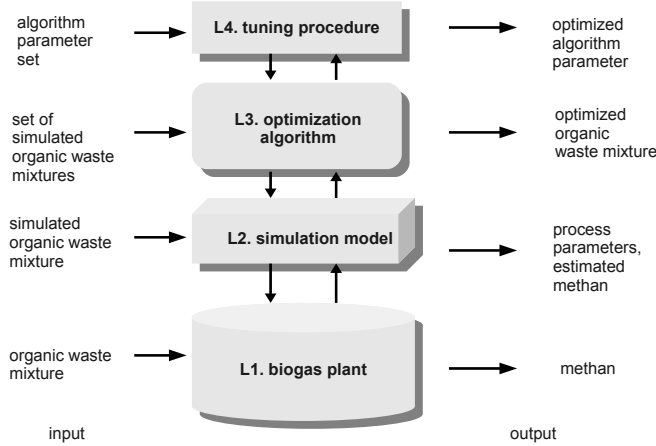 algorithm
parameter
set
L4. tuning procedure
optimized
algorithm
parameter
set of
simulated
organic waste
mixtures
L3. optimization
algorithm
optimized
organic
waste mixture
simulated
organic waste
mixture
L2. simulation model
process
parameters,
estimated
methan
organic waste
mixture
L1. biogas plant
methan
input
output